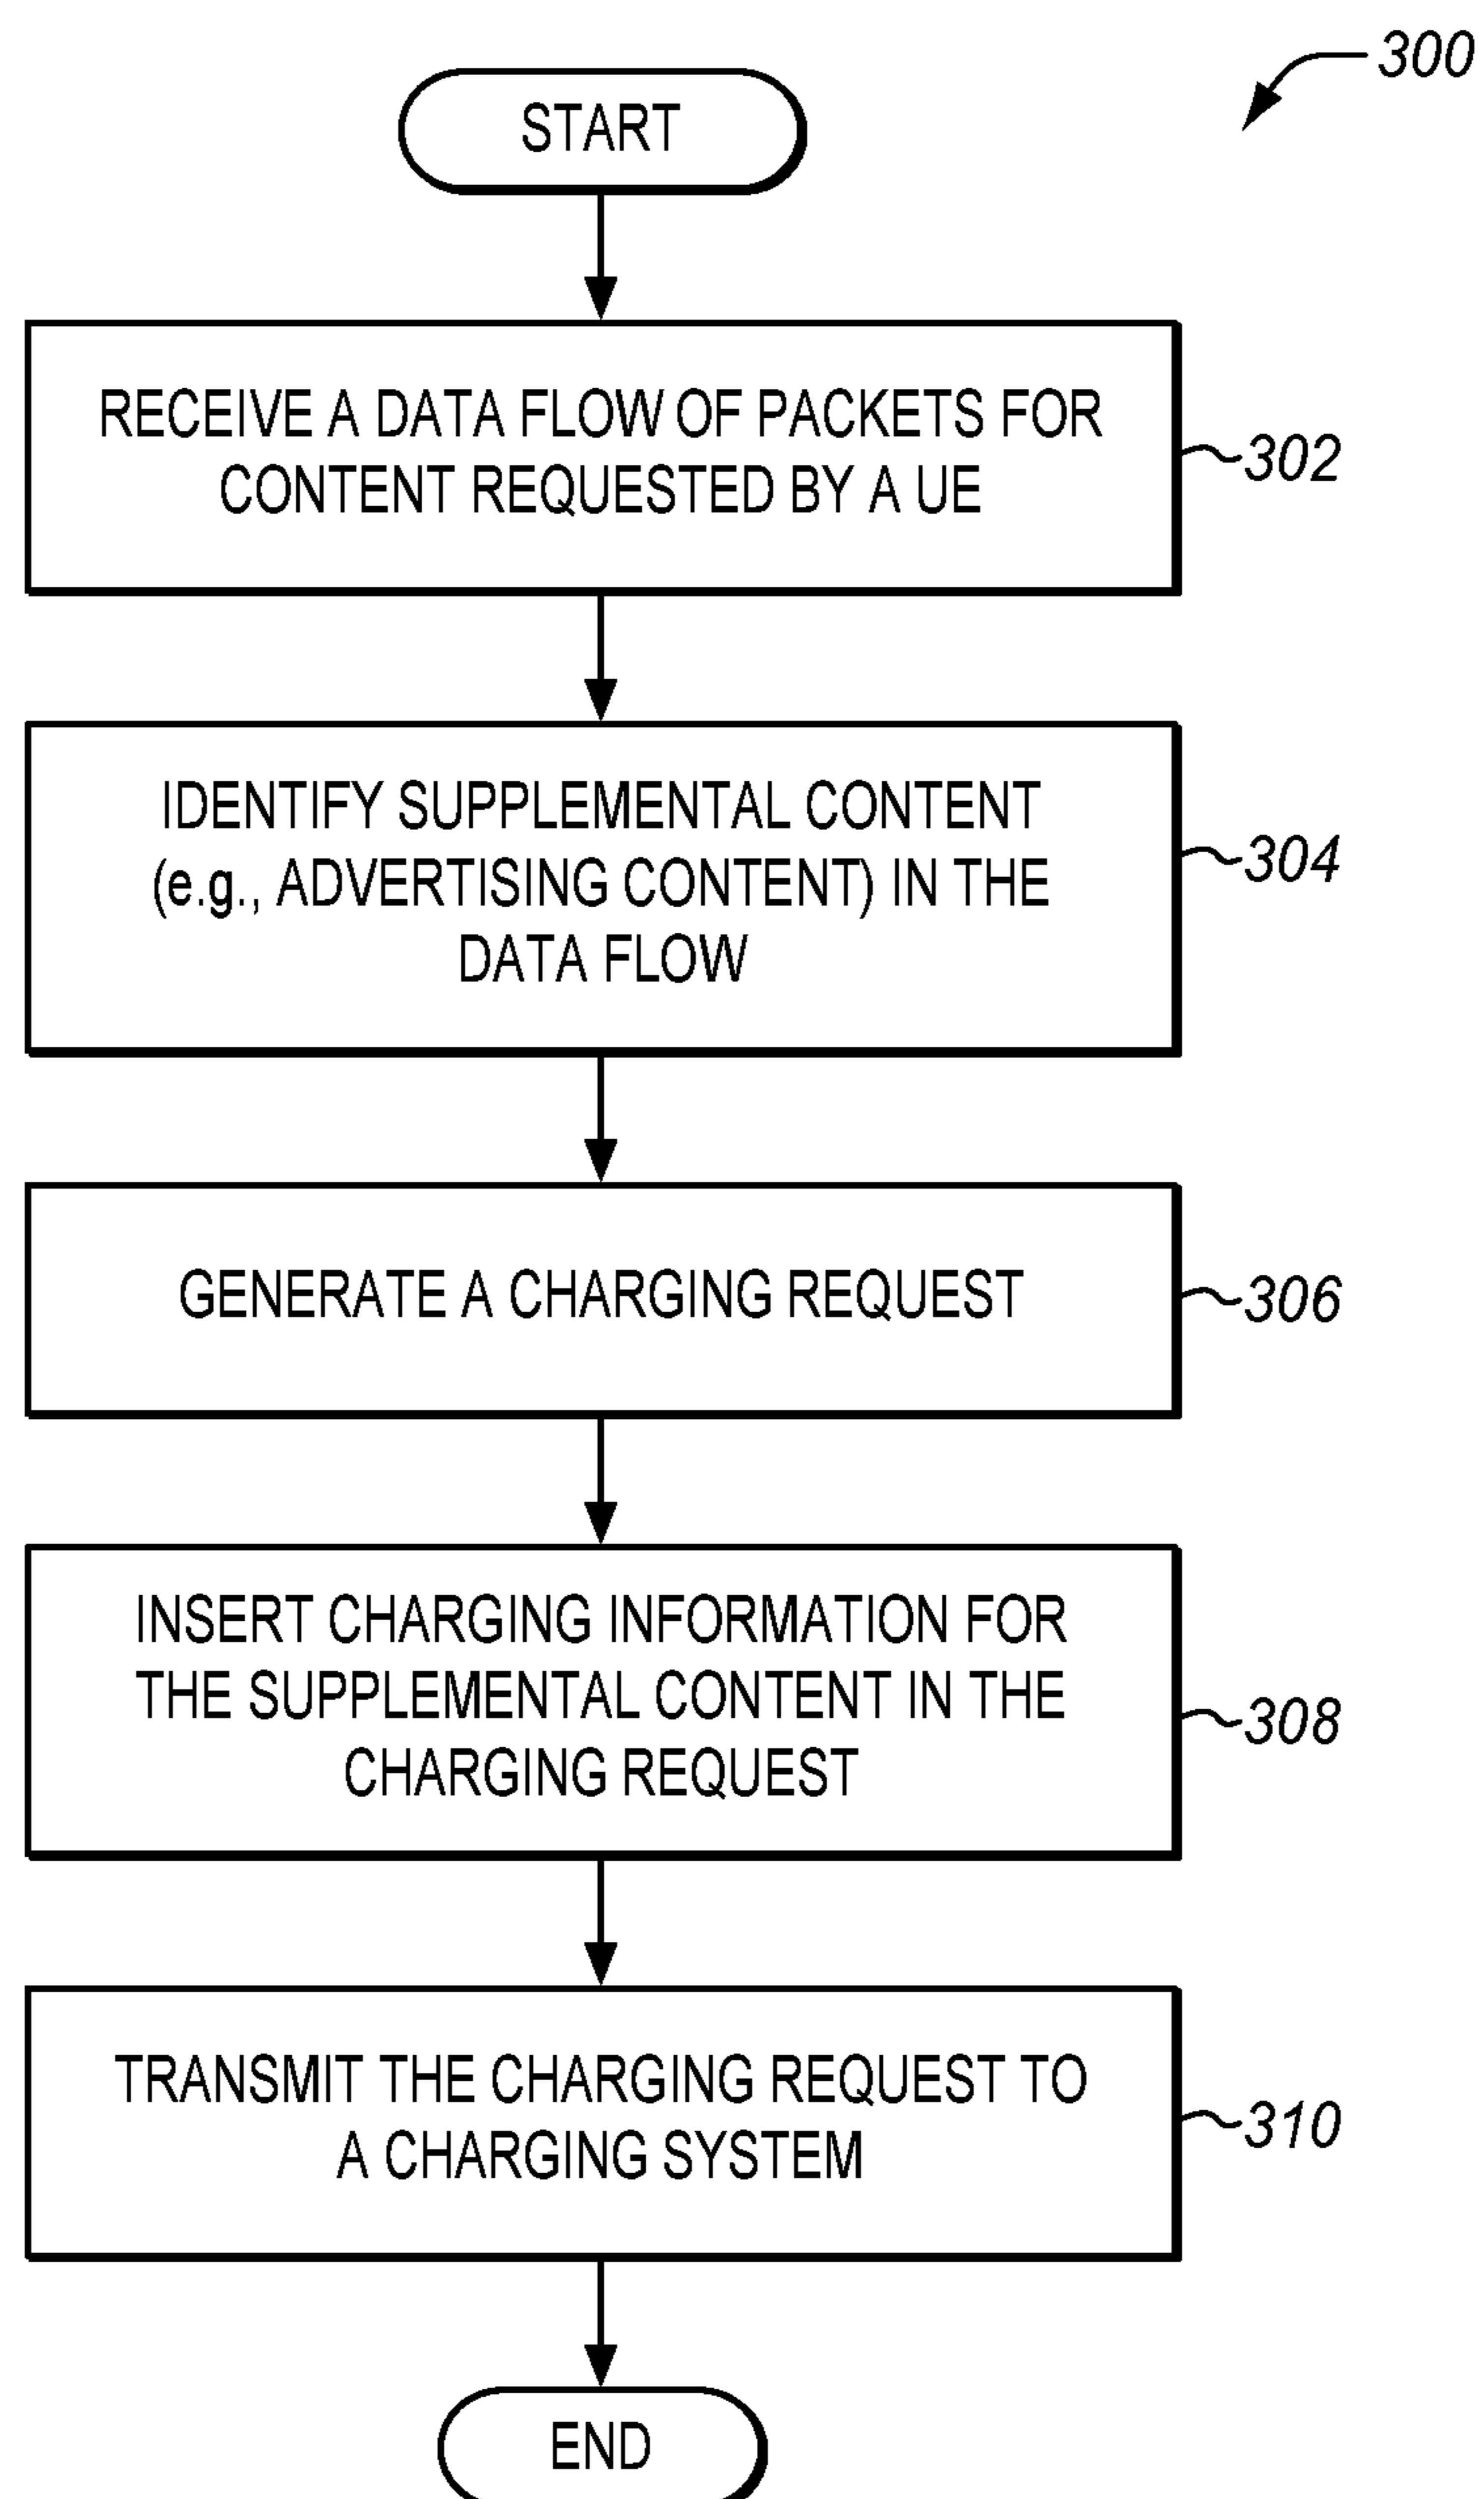 300
START
RECEIVE A DATA FLOW OF PACKETS FOR
CONTENT REQUESTED BY A UE
302
IDENTIFY SUPPLEMENTAL CONTENT
(e.g., ADVERTISING CONTENT) IN THE
DATA FLOW
304
GENERATE A CHARGING REQUEST
306
INSERT CHARGING INFORMATION FOR
THE SUPPLEMENTAL CONTENT IN THE
CHARGING REQUEST
308
TRANSMIT THE CHARGING REQUEST TO
A CHARGING SYSTEM
310
END